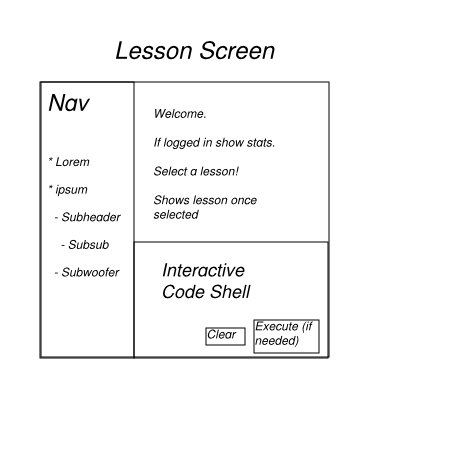 Lesson Screen
Nav
* Lorem
* ipsum
- Subheader
- Subsub
- Subwoofer
Welcome.
If logged in show stats.
Select a lesson!
Shows lesson once
selected
Interactive
Code Shell
Clear
Execute (if
needed)